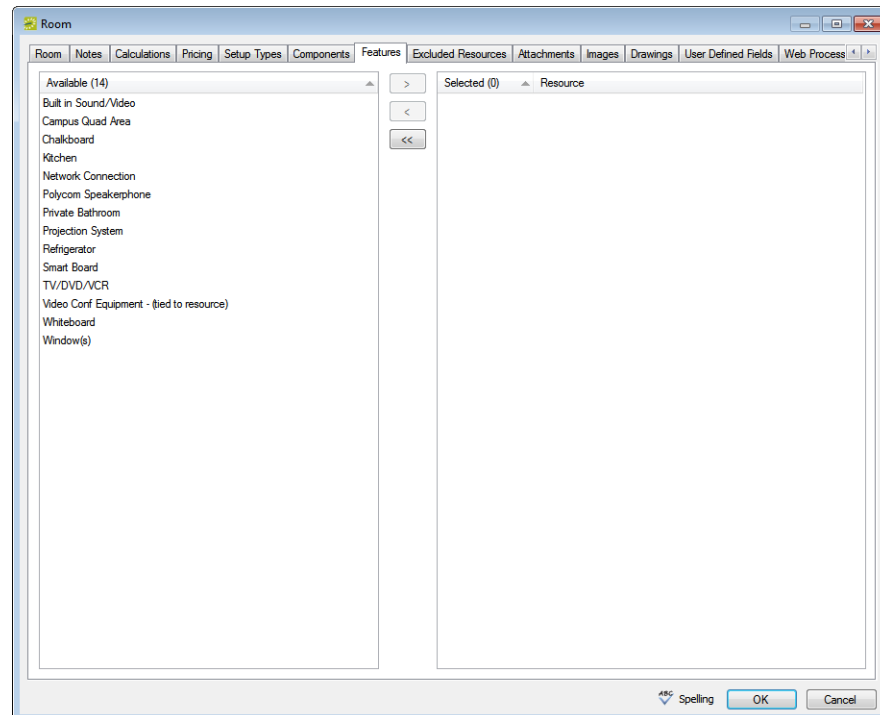 Room
Room Notes Calculations Pricing Setup Types Components Features Excluded Resources Attachments Images Drawings User Defined Fields Web Process
Available (14) > Selected (0) Resource
Built in Sound/Video
<
Campus Quad Area
Chalkboard <<
Kitchen
Network Connection
Polycom Speakerphone
Private Bathroom
Projection System
Refrigerator
Smart Board
TV/DVD/VCR
Video Conf Equipment - (tied to resource)
Whiteboard
Window(s)
ABC Spelling OK Cancel